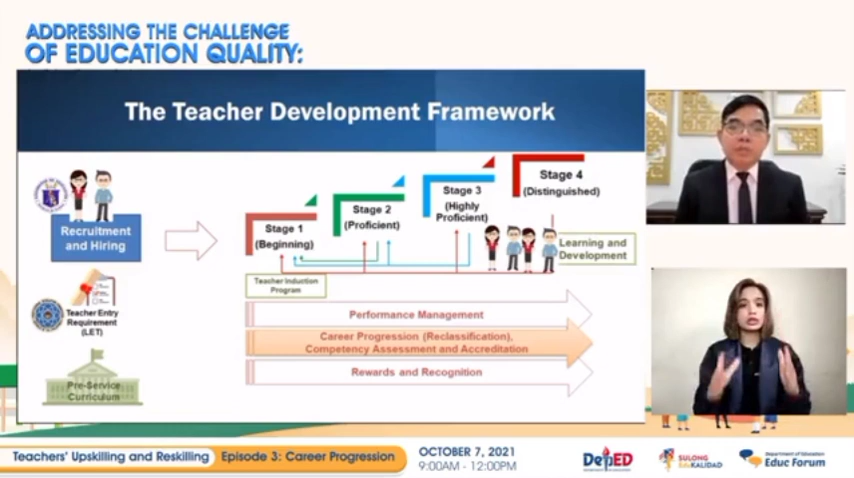 ADDRESSING THE CHALLENGE
OF EDUCATION QUALITY:
The Teacher Development Framework
Recruitment
and Hiring
Teacher Entry
Requirement
(LET)
Pre-Service
Curriculum
Stage 1
(Beginning)
Stage 2
(Proficient)
Stage 3
(Highly
Proficient)
Stage 4
(Distinguished)
Teacher Induction
Program
Learning and
Development
Performance Management
Career Progression (Reclassification),
Competency Assessment and Accreditation
Rewards and Recognition
Teachers' Upskilling and Reskilling
Episode 3: Career Progression
OCTOBER 7, 2021
9:00AM - 12:00PM
DepED
SULONG
EduKALIDAD
Department of Education
Educ Forum